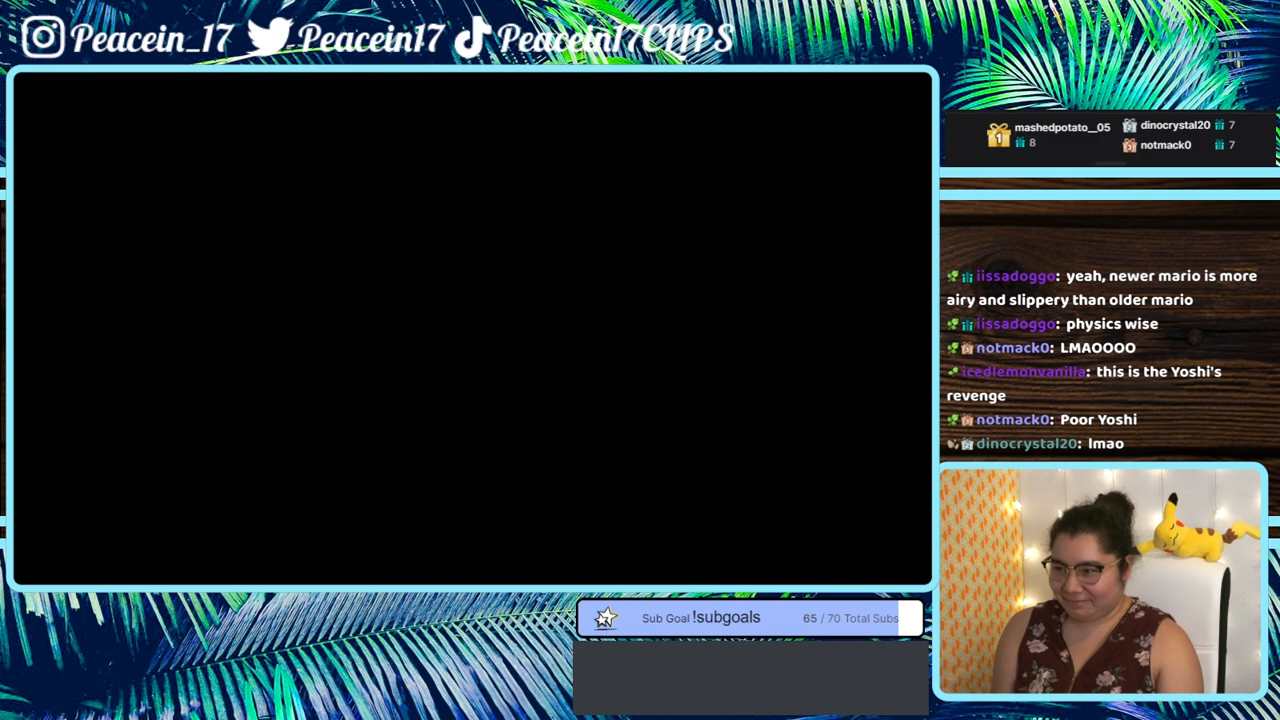 Peacein_17 Peacein17 Peacein17ClIPS
mashedpotato__05
8
dinocrystal20 7
notmack0 7
1
iissadoggo: yeah, newer mario is more
airy and slippery than older mario
iissadoggo: physics wise
notmack0: LMAOOOO
icedlemonvanilla: this is the Yoshi's
revenge
notmack0: Poor Yoshi
dinocrystal20: lmao
Sub Goal !subgoals 65 / 70 Total Subs